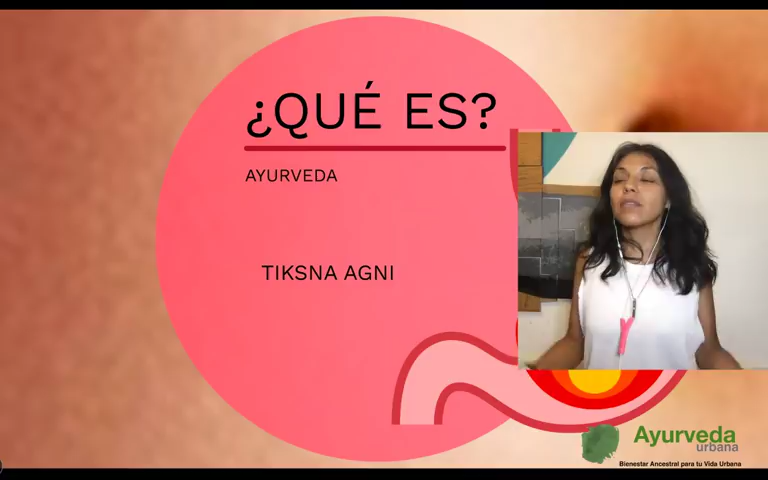 ¿QUÉ ES?
AYURVEDA
TIKSNA AGNI
Ayurveda
urbana
Bienestar Ancestral para tu Vida Urbana